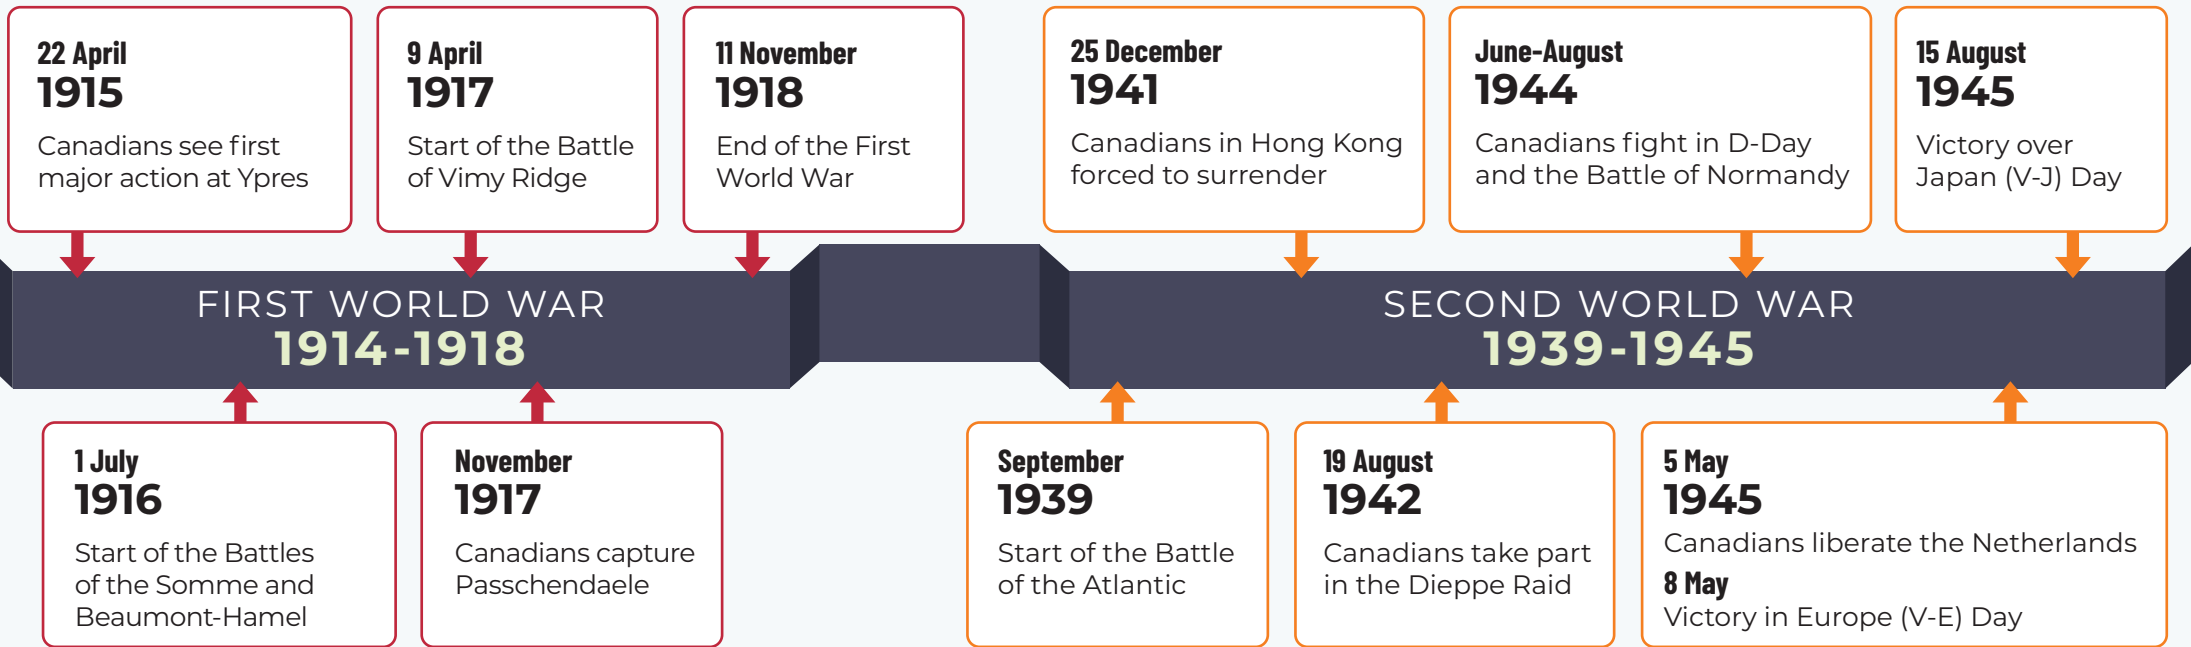 22 April
1915
Canadians see first
major action at Ypres
9 April
1917
Start of the Battle
of Vimy Ridge
11 November
1918
End of the First
World War
25 December
1941
Canadians in Hong Kong
forced to surrender
June-August
1944
Canadians fight in D-Day
and the Battle of Normandy
15 August
1945
Victory over
Japan (V-J) Day
FIRST WORLD WAR
1914-1918
SECOND WORLD WAR
1939-1945
1 July
1916
Start of the Battles
of the Somme and
Beaumont-Hamel
November
1917
Canadians capture
Passchendaele
September
1939
Start of the Battle
of the Atlantic
19 August
1942
Canadians take part
in the Dieppe Raid
5 May
1945
Canadians liberate the Netherlands
8 May
Victory in Europe (V-E) Day